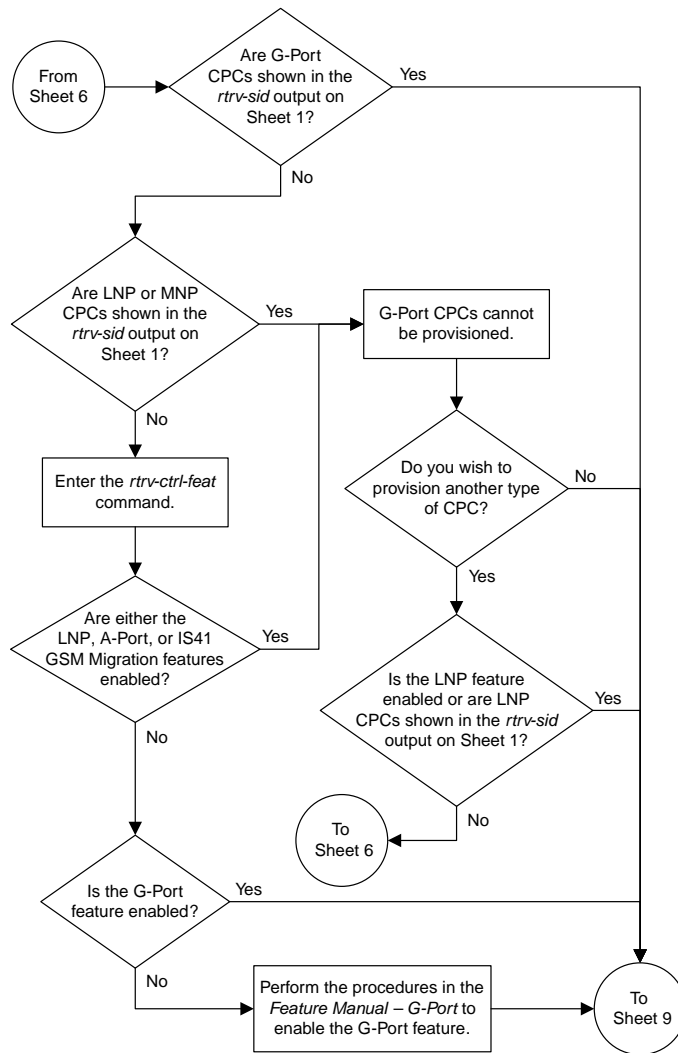 From
Sheet 6
Are G-Port
CPCs shown in the
rtrv-sid output on
Sheet 1?
Yes
No
Are LNP or MNP
CPCs shown in the
rtrv-sid output on
Sheet 1?
Yes
G-Port CPCs cannot
be provisioned.
No
Enter the rtrv-ctrl-feat
command.
Do you wish to
provision another type
of CPC?
No
Yes
Are either the
LNP, A-Port, or IS41
GSM Migration features
enabled?
Yes
No
Is the LNP feature
enabled or are LNP
CPCs shown in the rtrv-sid
output on Sheet 1?
Yes
No
To
Sheet 6
Is the G-Port
feature enabled?
Yes
No
Perform the procedures in the
Feature Manual – G-Port to
enable the G-Port feature.
To
Sheet 9